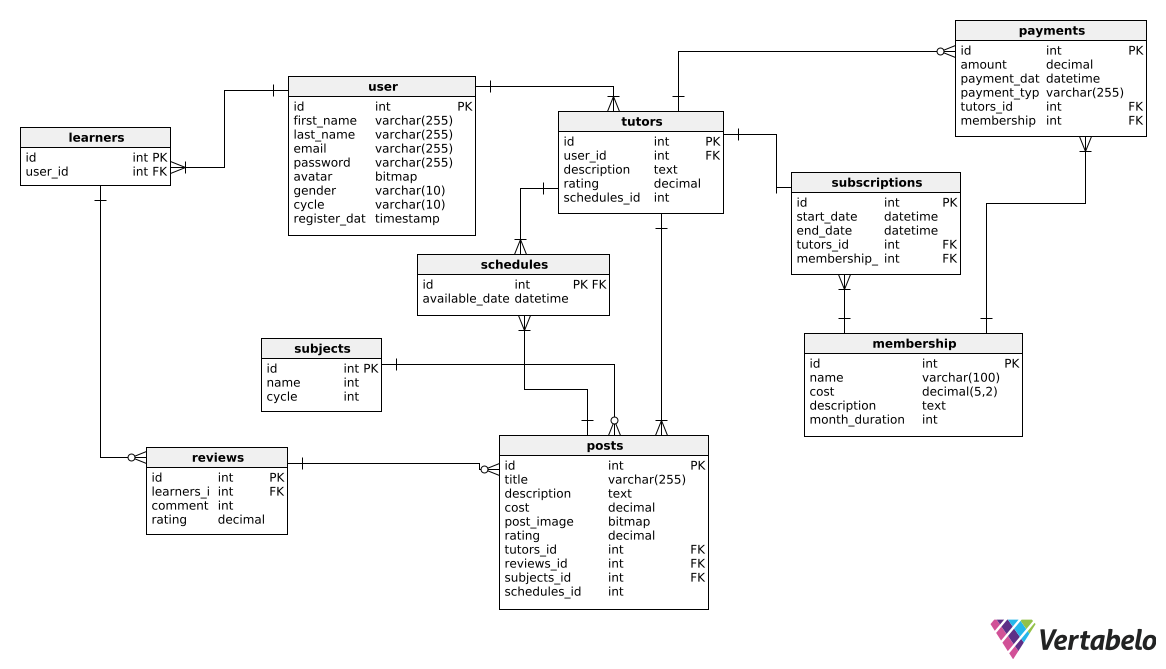 payments
id int PK
amount decimal
payment_dat datetime
payment_typ varchar(255)
tutors_id int FK
membership int FK
user
id int PK
first_name varchar(255)
last_name varchar(255)
email varchar(255)
password varchar(255)
avatar bitmap
gender varchar(10)
cycle varchar(10)
register_dat timestamp
tutors
id int PK
user_id int FK
description text
rating decimal
schedules_id int
learners
id int PK
user_id int FK
subscriptions
id int PK
start_date datetime
end_date datetime
tutors_id int FK
membership_ int FK
schedules
id int PK FK
available_date datetime
subjects
id int PK
name int
cycle int
membership
id int PK
name varchar(100)
cost decimal(5,2)
description text
month_duration int
reviews
id int PK
learners_i int FK
comment int
rating decimal
posts
id int PK
title varchar(255)
description text
cost decimal
post_image bitmap
rating decimal
tutors_id int FK
reviews_id int FK
subjects_id int FK
schedules_id int
Vertabelo